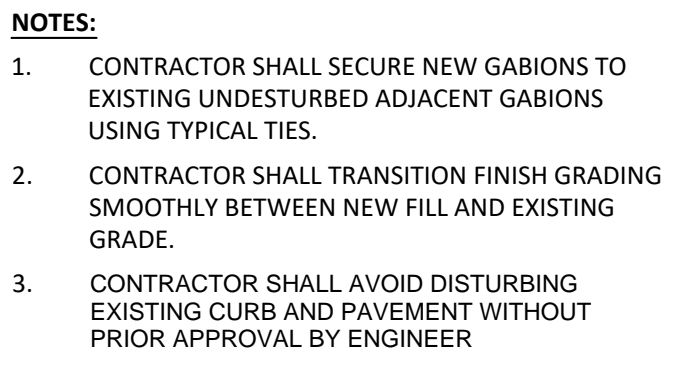 NOTES:
1. CONTRACTOR SHALL SECURE NEW GABIONS TO
EXISTING UNDESTURBED ADJACENT GABIONS
USING TYPICAL TIES.
2. CONTRACTOR SHALL TRANSITION FINISH GRADING
SMOOTHLY BETWEEN NEW FILL AND EXISTING
GRADE.
3. CONTRACTOR SHALL AVOID DISTURBING
EXISTING CURB AND PAVEMENT WITHOUT
PRIOR APPROVAL BY ENGINEER